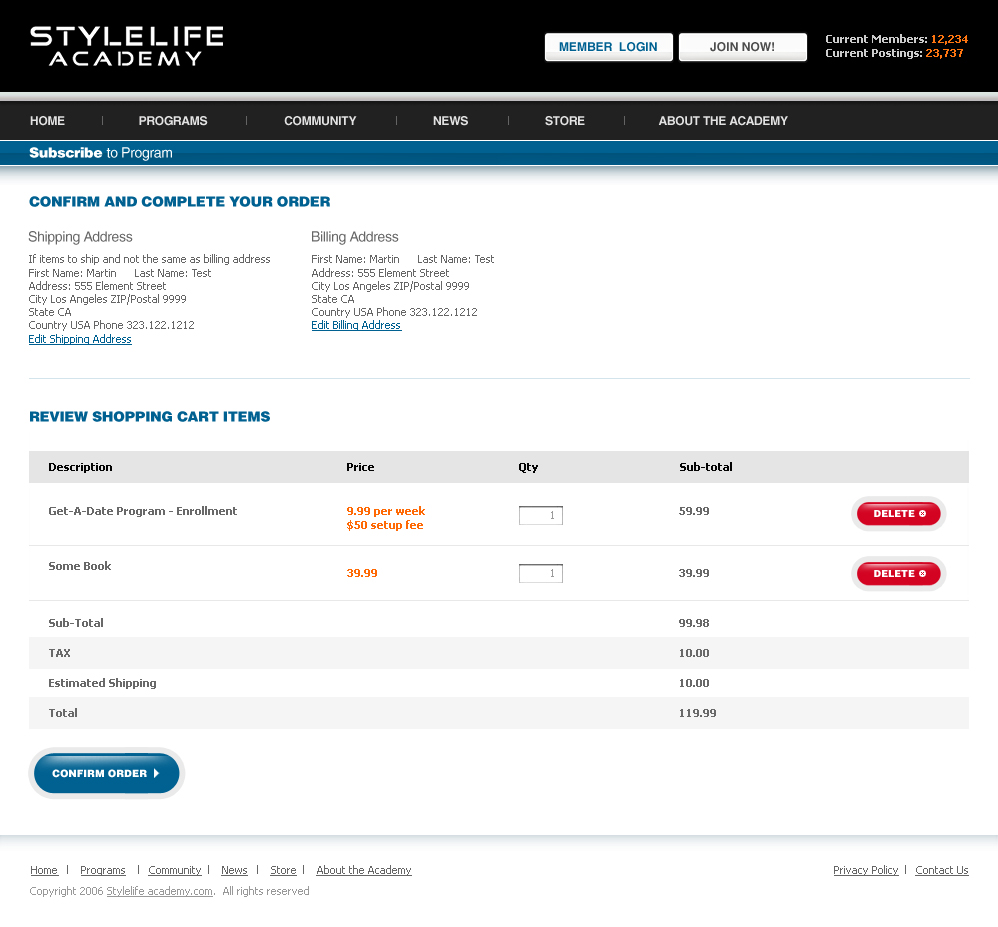 STYLELIFE
ACADEMY
MEMBER LOGIN
JOIN NOW!
Current Members: 12,234
Current Postings: 23,737
HOME | PROGRAMS | COMMUNITY | NEWS | STORE | ABOUT THE ACADEMY
Subscribe to Program
CONFIRM AND COMPLETE YOUR ORDER
Shipping Address
If items to ship and not the same as billing address
First Name: Martin Last Name: Test
Address: 555 Element Street
City Los Angeles ZIP/Postal 9999
State CA
Country USA Phone 323.122.1212
Edit Shipping Address
Billing Address
First Name: Martin Last Name: Test
Address: 555 Element Street
City Los Angeles ZIP/Postal 9999
State CA
Country USA Phone 323.122.1212
Edit Billing Address
REVIEW SHOPPING CART ITEMS
Description Price Qty Sub-total
Get-A-Date Program - Enrollment 9.99 per week 1 59.99 DELETE
$50 setup fee
Some Book 39.99 1 39.99 DELETE
Sub-Total 99.98
TAX 10.00
Estimated Shipping 10.00
Total 119.99
CONFIRM ORDER
Home | Programs | Community | News | Store | About the Academy
Privacy Policy | Contact Us
Copyright 2006 Stylelife academy.com. All rights reserved